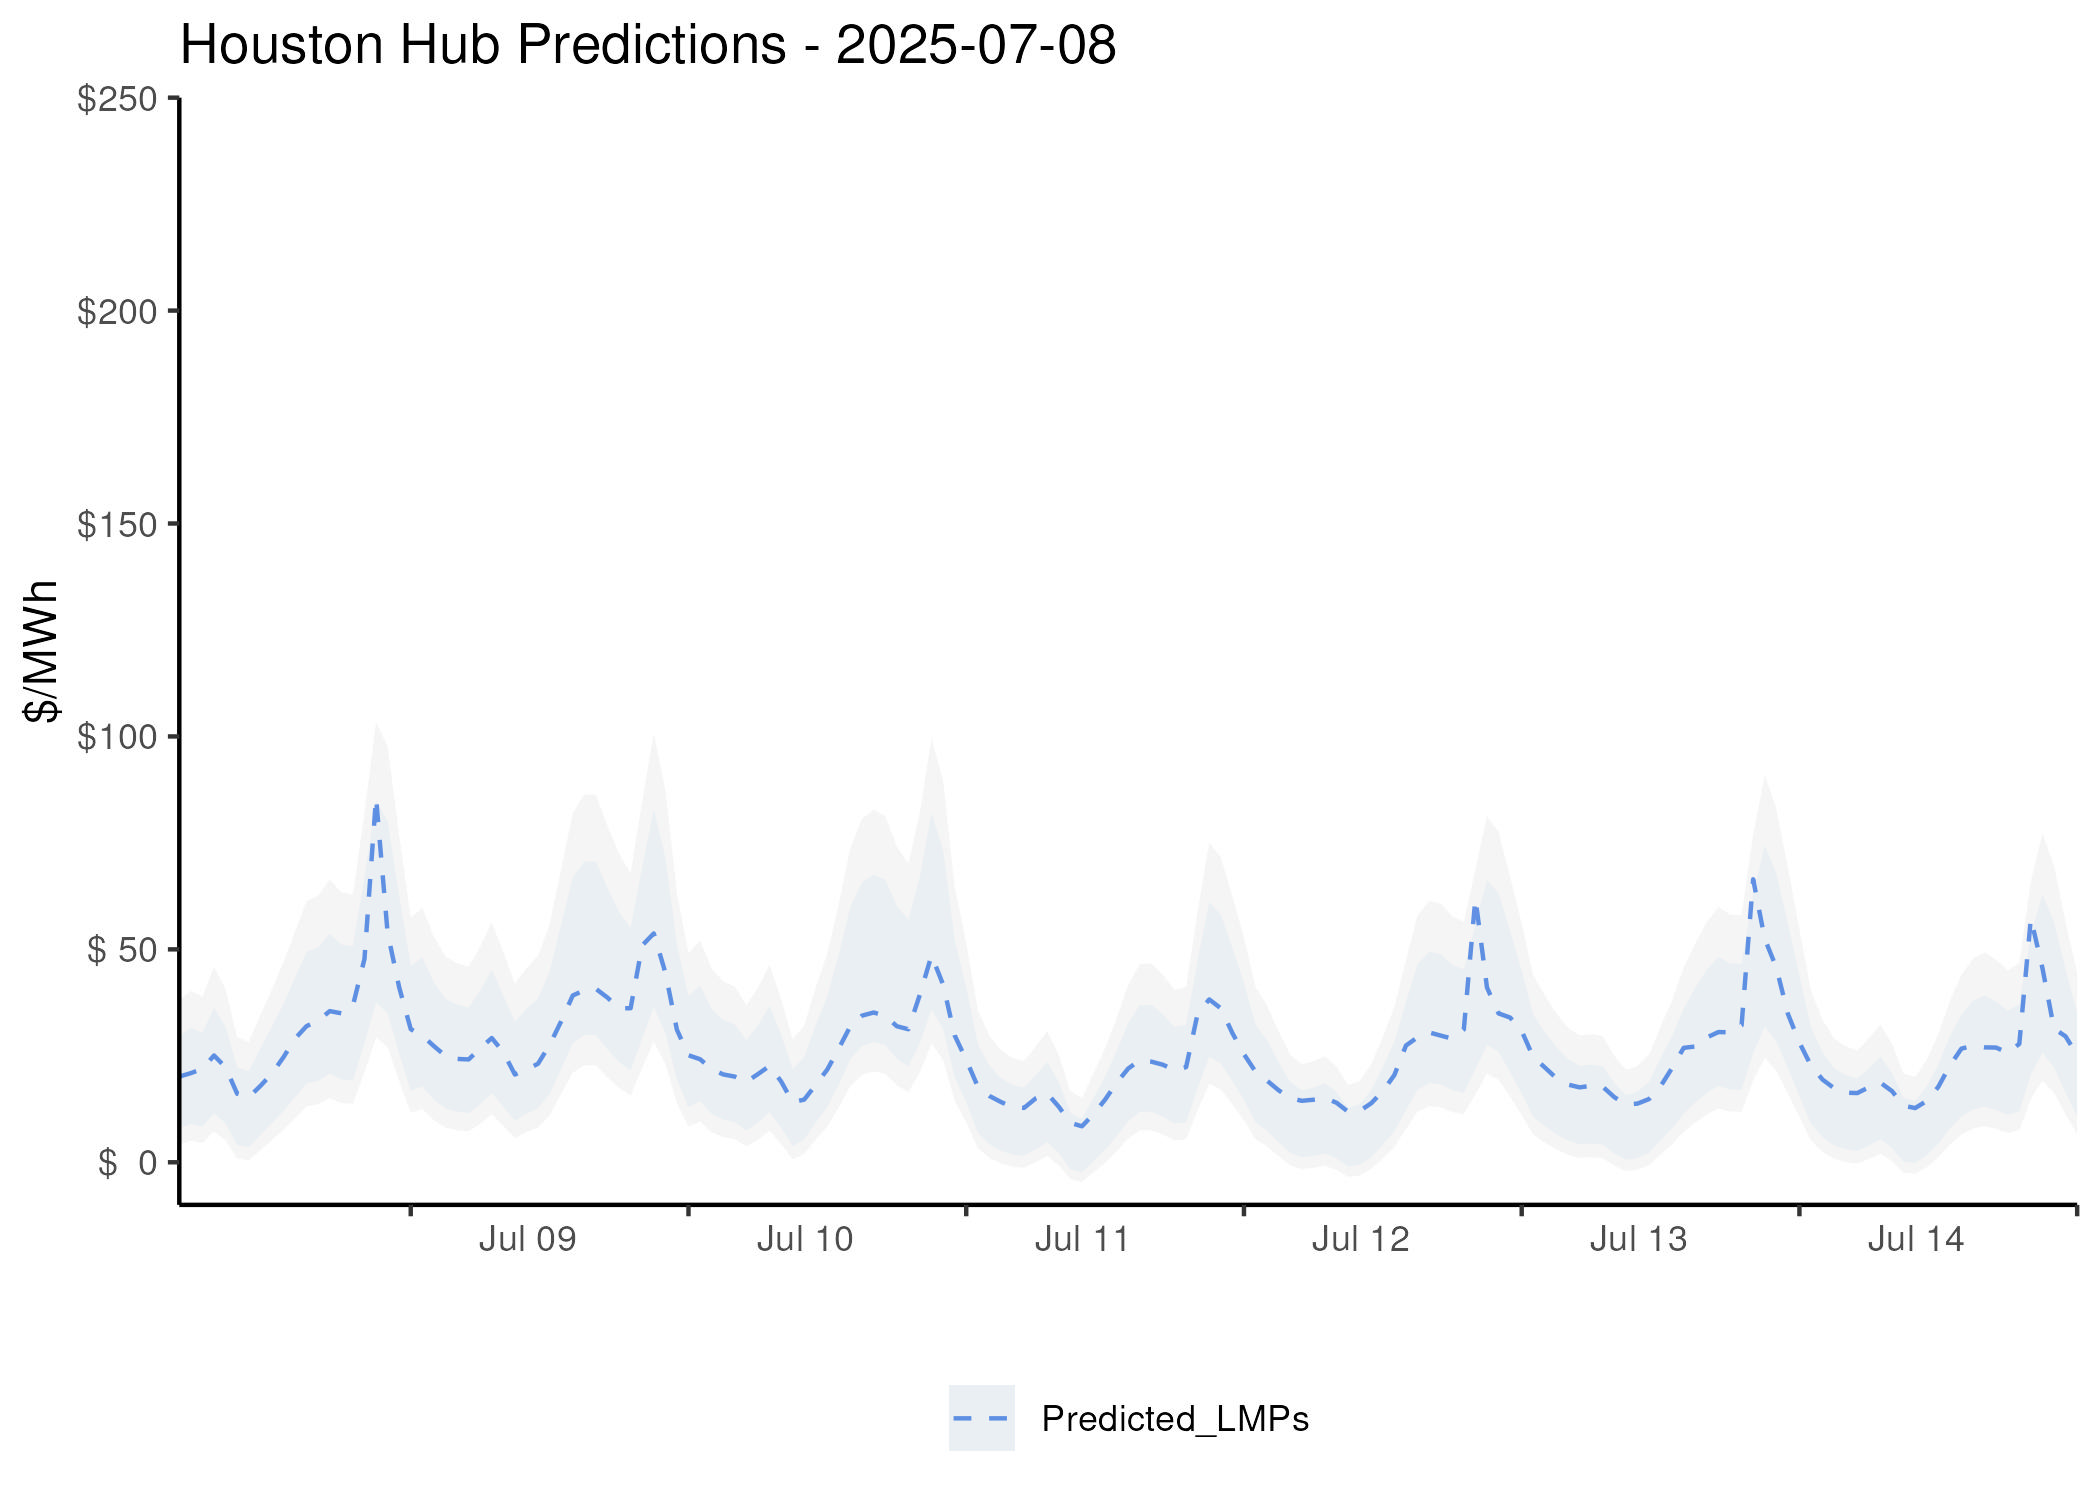 Houston Hub Predictions - 2025-07-08
$250
$200
$150
$100
$ 50
$  0
$/MWh
Jul 09
Jul 10
Jul 11
Jul 12
Jul 13
Jul 14
Predicted_LMPs